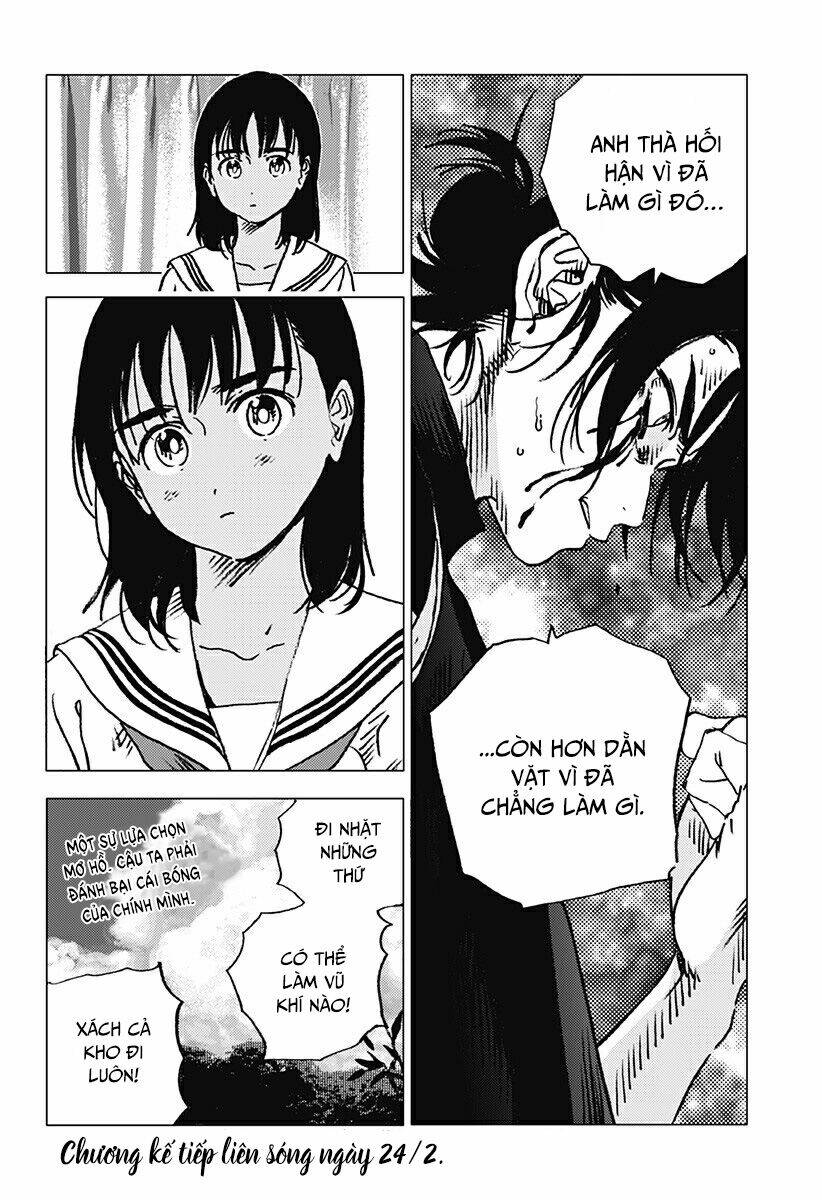 ANH THÀ HỐI
HẬN VÌ ĐÃ
LÀM GÌ ĐÓ...
...CÒN HƠN DẰN
VẶT VÌ ĐÃ
CHẲNG LÀM GÌ.
ĐI NHẶT
NHỮNG
THỨ
CÓ THỂ
LÀM VŨ
KHÍ NÀO!
MỘT SỨ LỰA CHỌN
MƠ HỒ. CẬU TA PHẢI
ĐÁNH BẠI CÁI BÓNG
CỦA CHÍNH MÌNH.
XÁCH CẢ
KHO ĐI
LUÔN!
Chương kế tiếp liên sóng ngày 24/2.